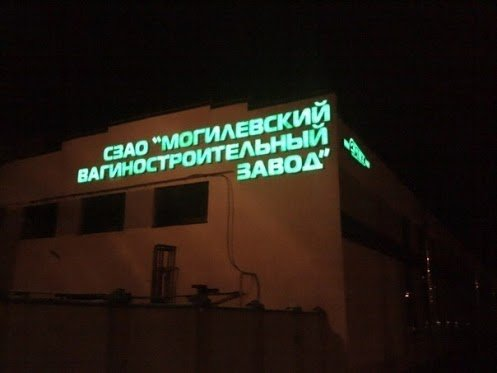 СЗАО "МОГИЛЕВСКИЙ
ВАГИНОСТРОИТЕЛЬНЫЙ
ЗАВОД"